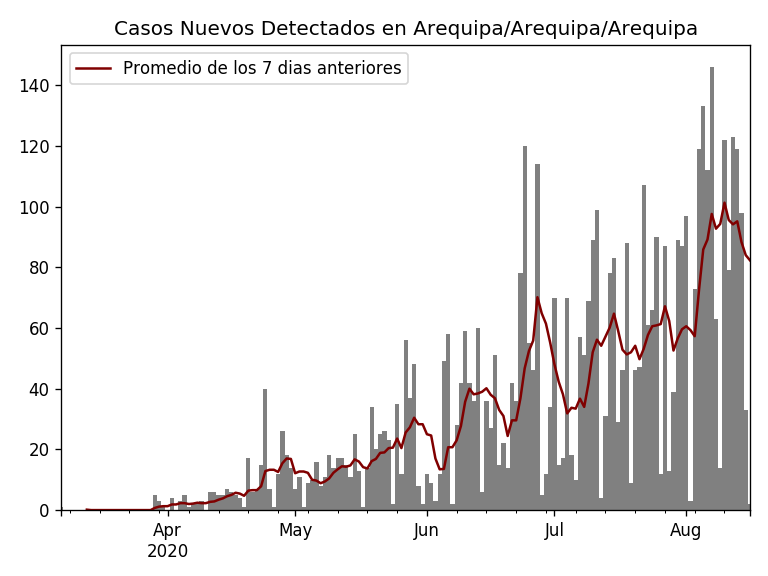 Casos Nuevos Detectados en Arequipa/Arequipa/Arequipa
Promedio de los 7 dias anteriores
140
120
100
80
60
40
20
0
Apr
2020
May
Jun
Jul
Aug